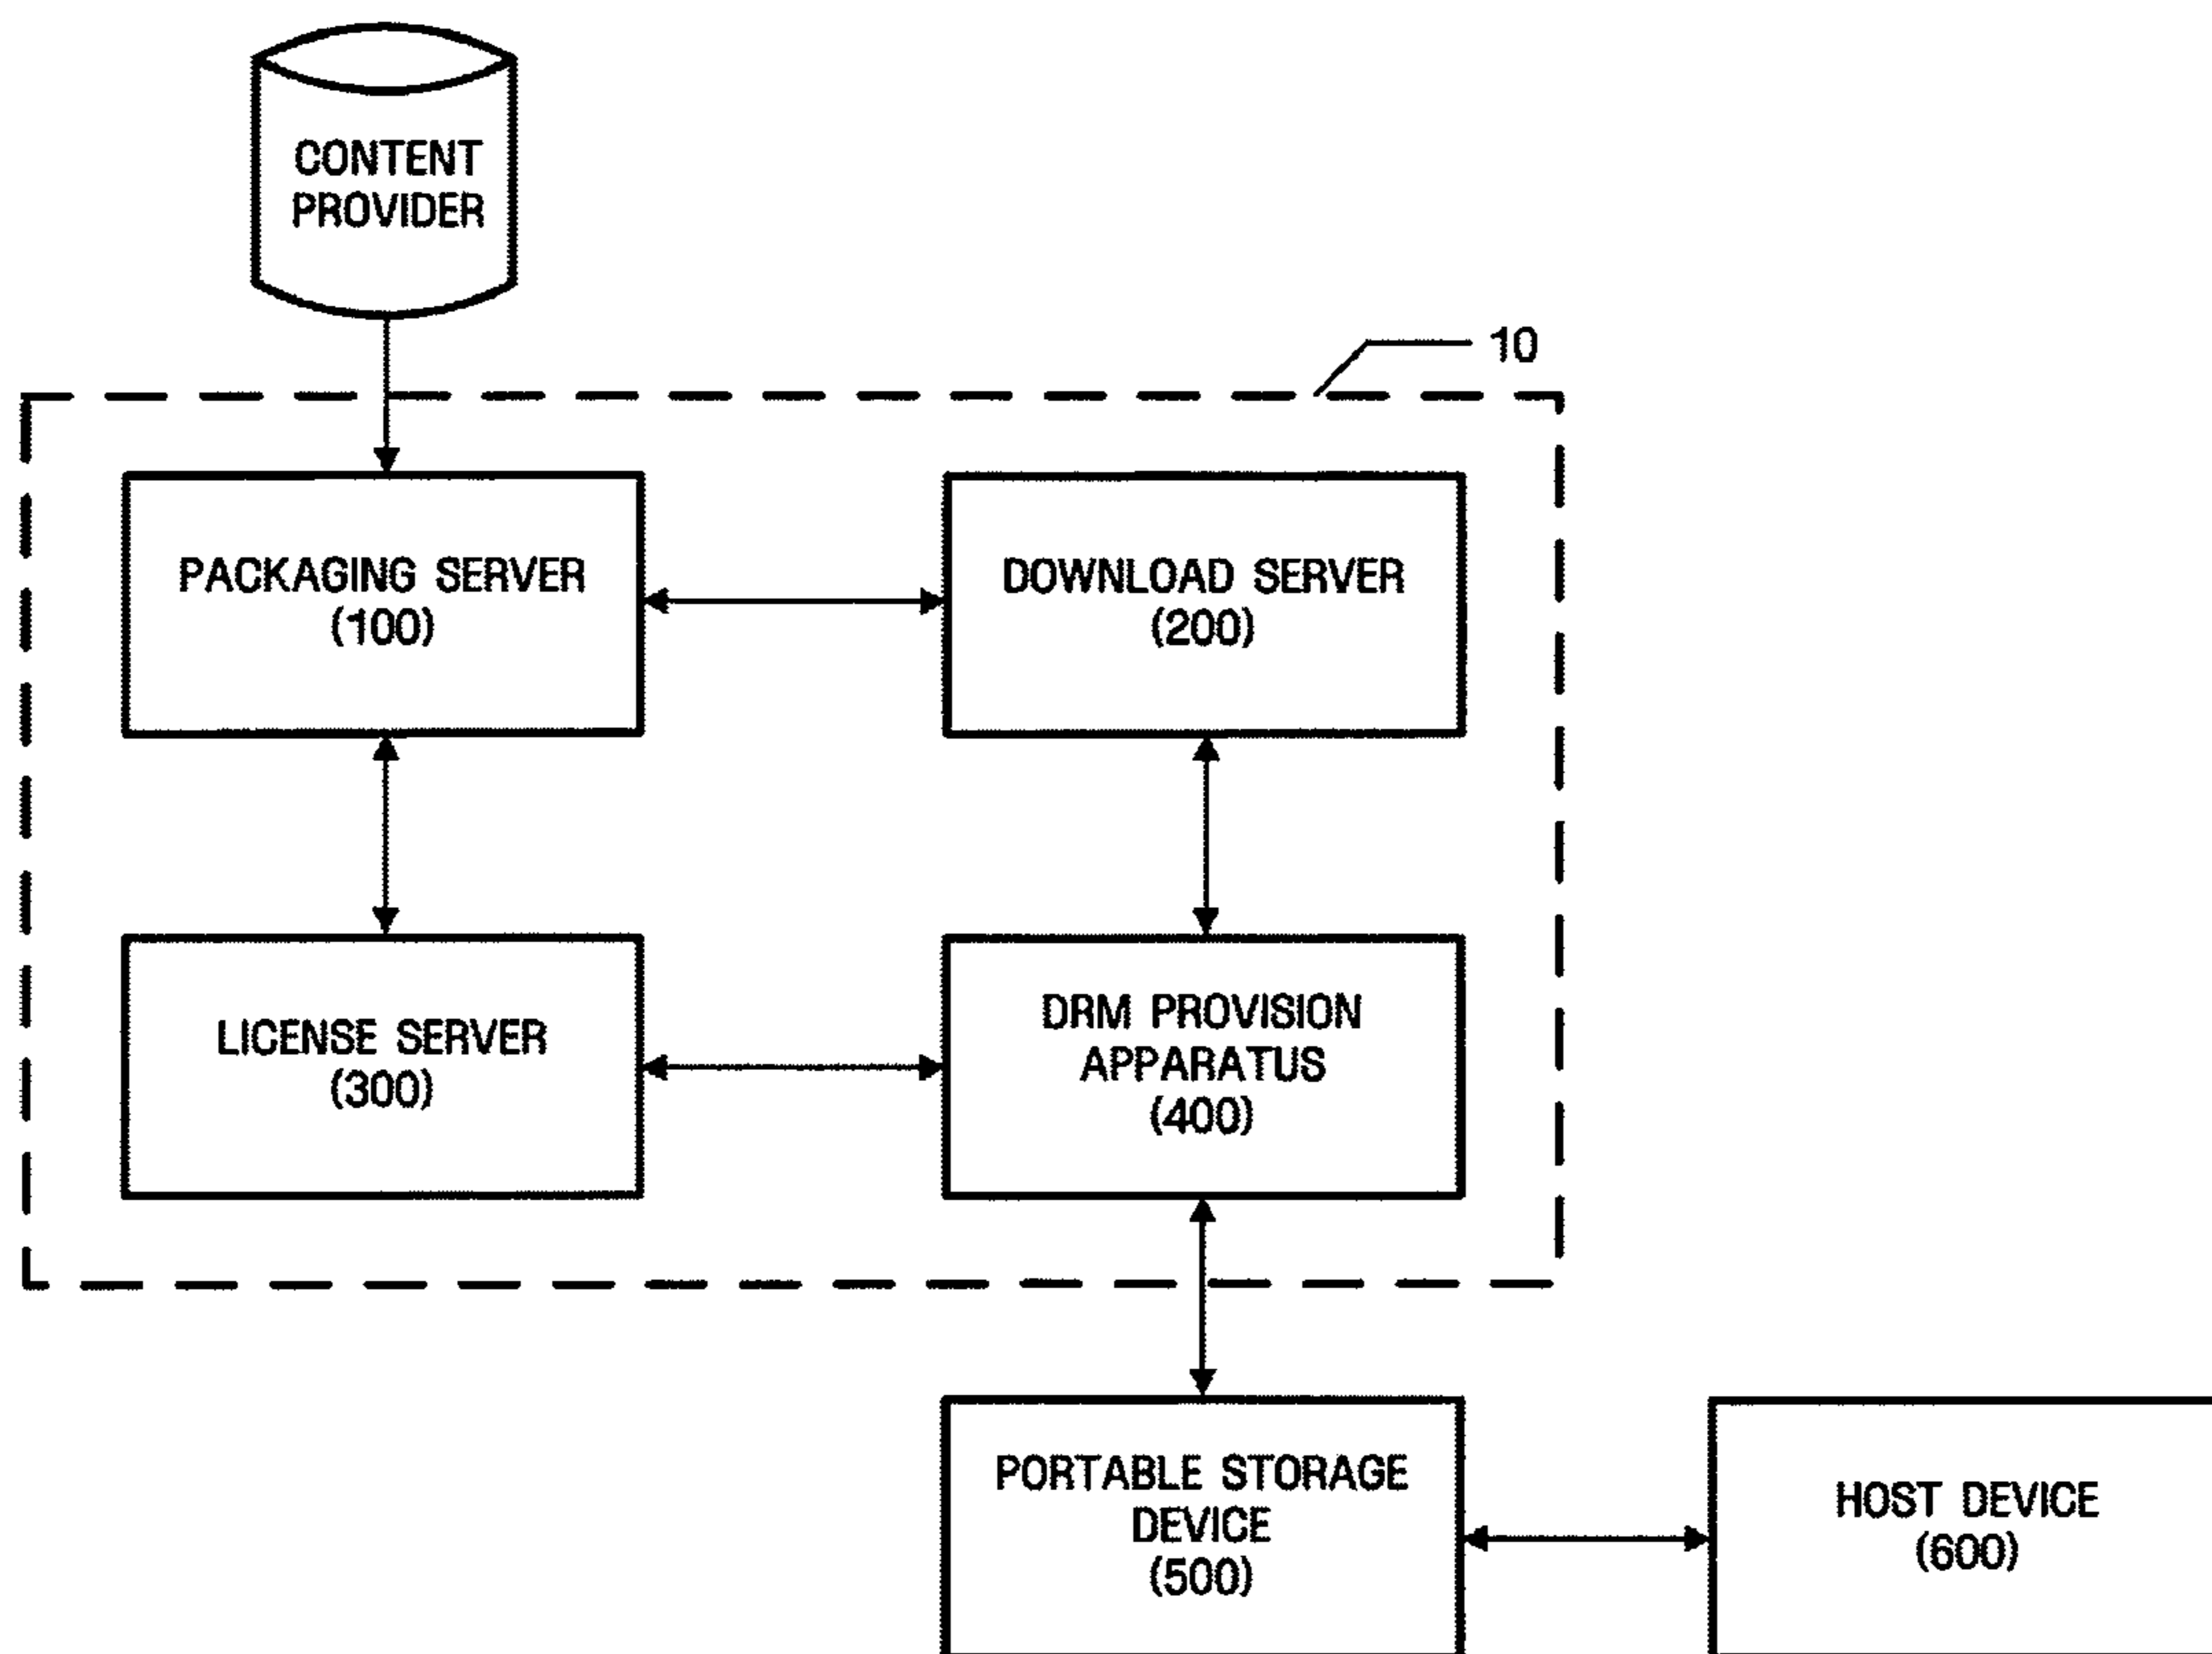 CONTENT
PROVIDER
10
PACKAGING SERVER
(100)
DOWNLOAD SERVER
(200)
LICENSE SERVER
(300)
DRM PROVISION
APPARATUS
(400)
PORTABLE STORAGE
DEVICE
(500)
HOST DEVICE
(600)